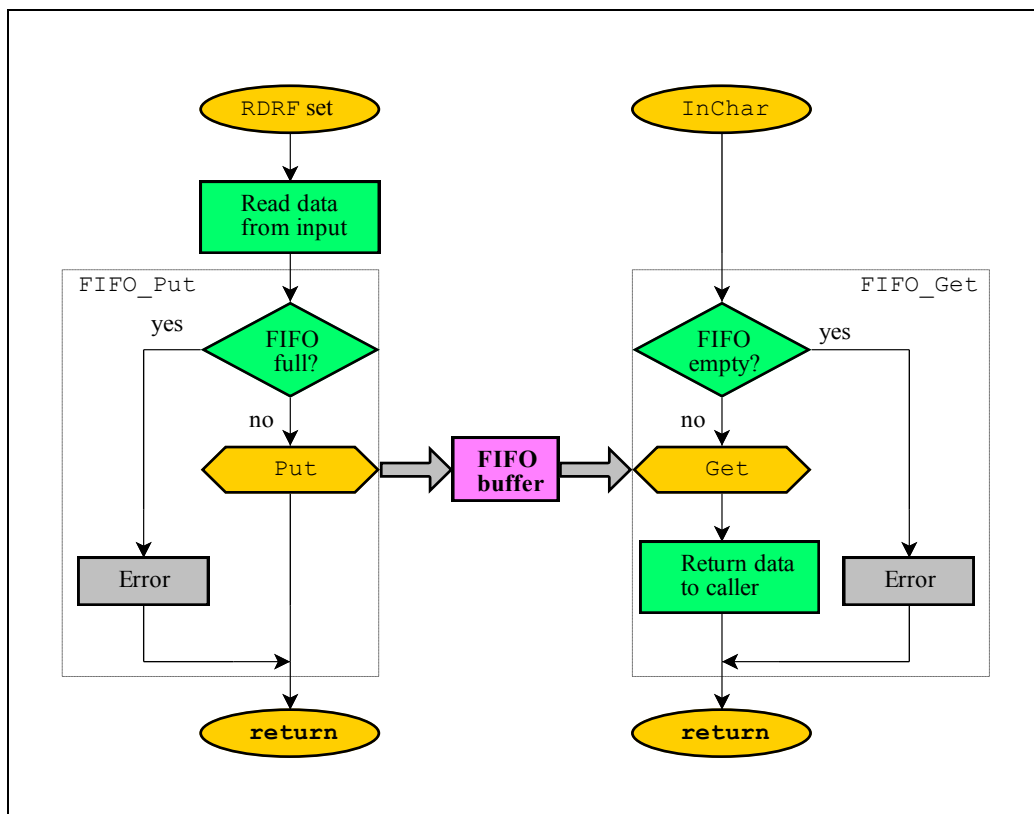 RDRF set
Read data
from input
FIFO_Put
yes
FIFO
full?
no
Put
Error
return
FIFO
buffer
InChar
FIFO_Get
FIFO
empty?
yes
no
Get
Return data
to caller
Error
return